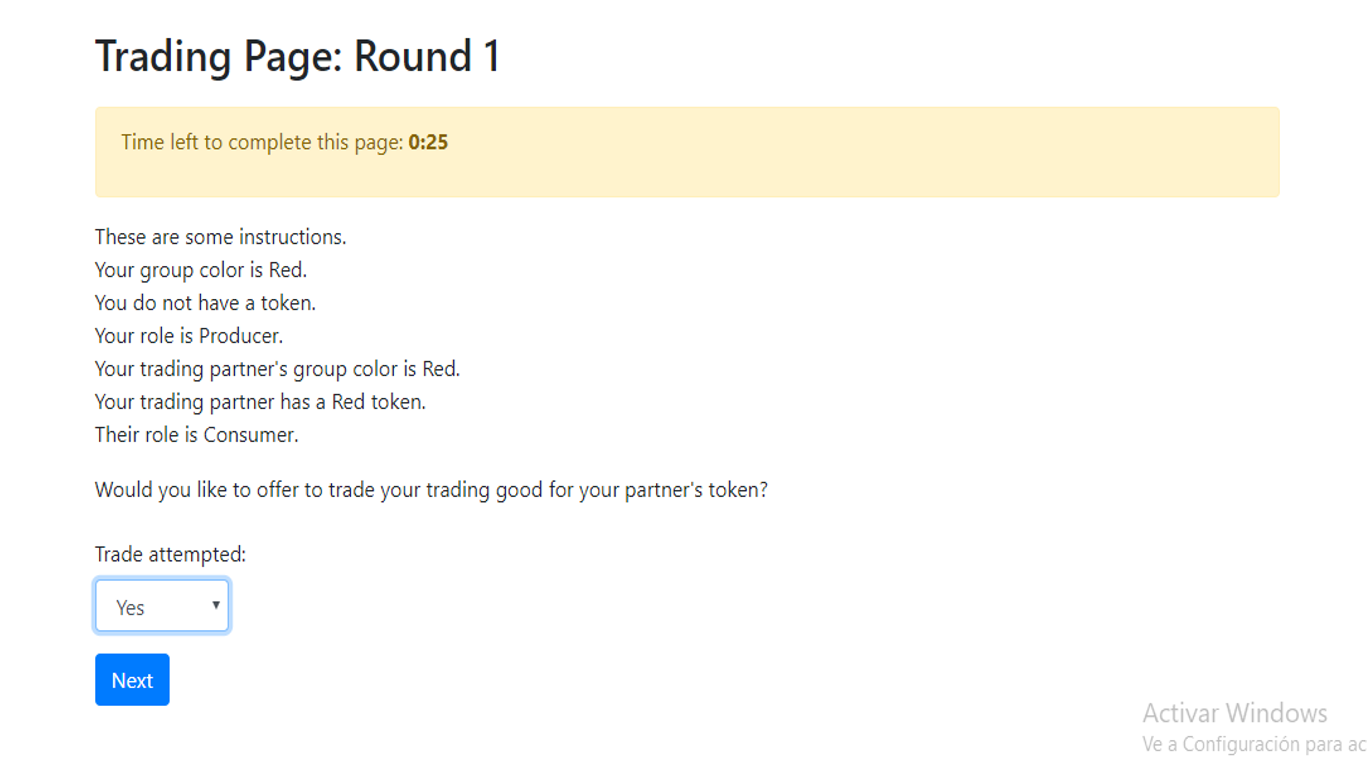 Trading Page: Round 1
Time left to complete this page: 0:25
These are some instructions.
Your group color is Red.
You do not have a token.
Your role is Producer.
Your trading partner's group color is Red.
Your trading partner has a Red token.
Their role is Consumer.
Would you like to offer to trade your trading good for your partner's token?
Trade attempted:
Yes
Next
Activar Windows
Ve a Configuración para ac